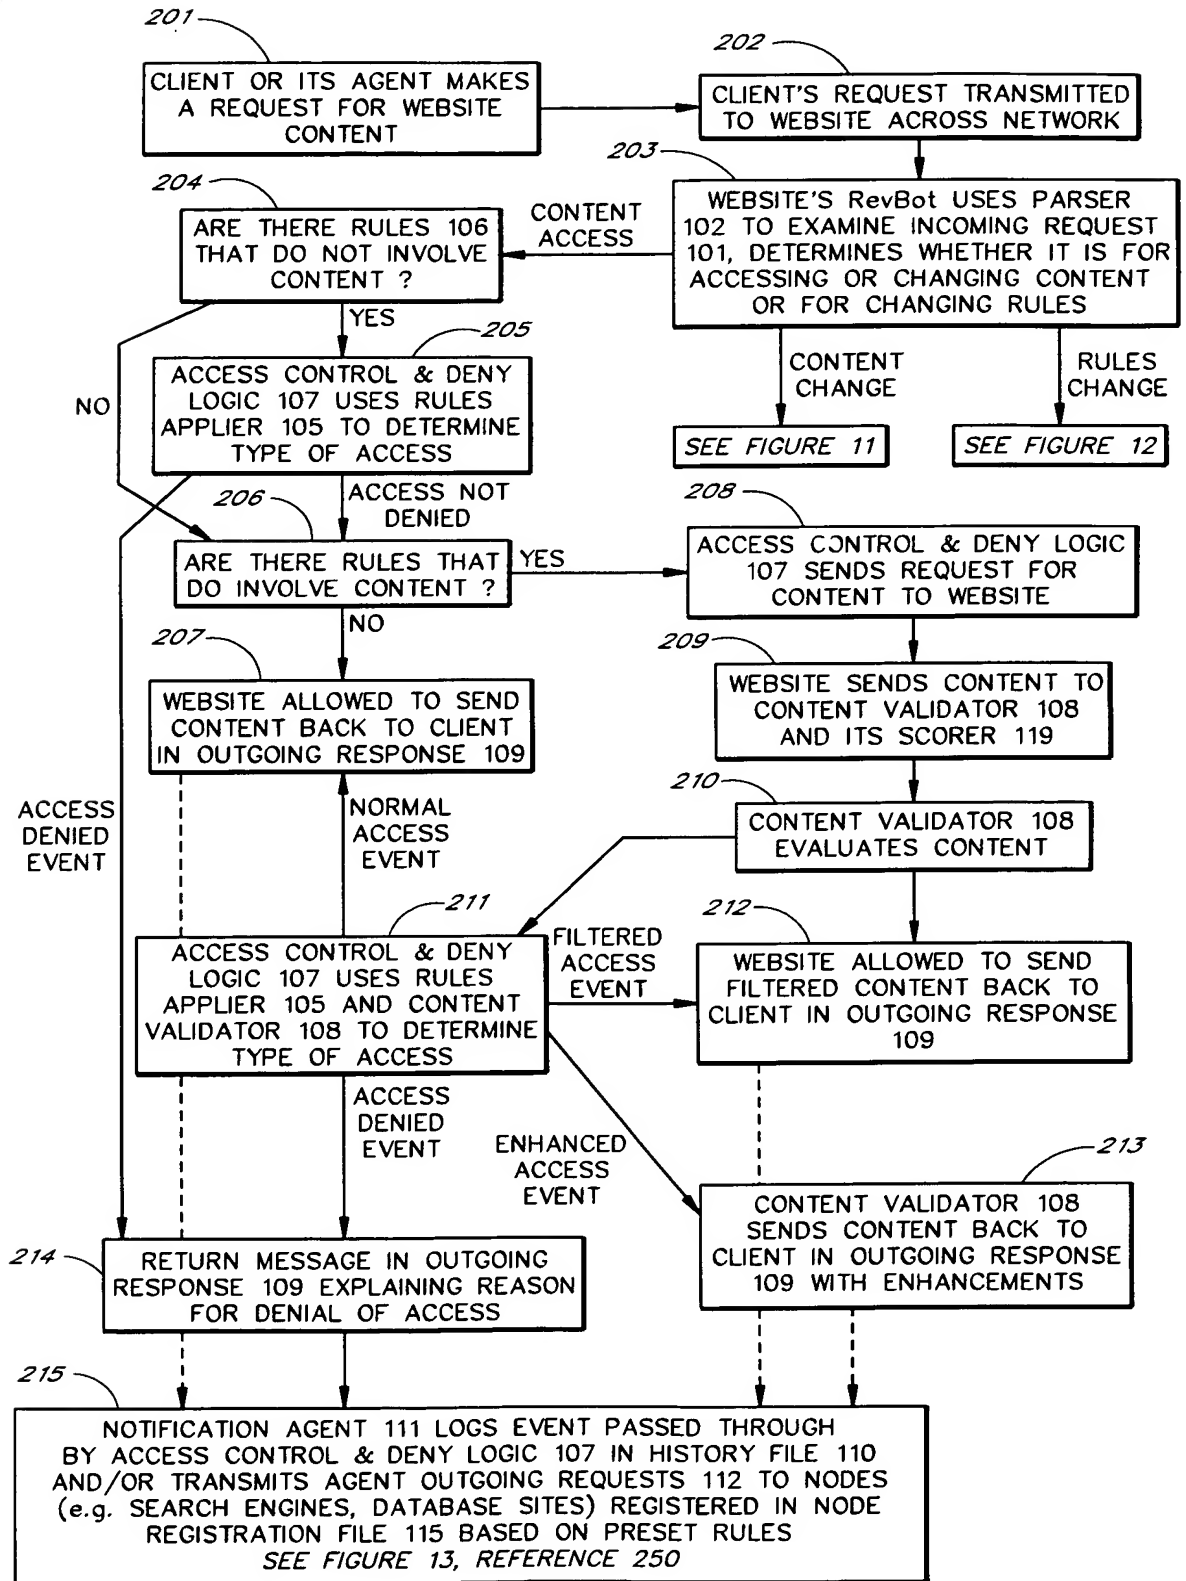 201
CLIENT OR ITS AGENT MAKES
A REQUEST FOR WEBSITE
CONTENT
202
CLIENT'S REQUEST TRANSMITTED
TO WEBSITE ACROSS NETWORK
203
WEBSITE'S RevBot USES PARSER
102 TO EXAMINE INCOMING REQUEST
101, DETERMINES WHETHER IT IS FOR
ACCESSING OR CHANGING CONTENT
OR FOR CHANGING RULES
CONTENT
ACCESS
204
ARE THERE RULES 106
THAT DO NOT INVOLVE
CONTENT ?
YES
NO
CONTENT
CHANGE
RULES
CHANGE
SEE FIGURE 11
SEE FIGURE 12
205
ACCESS CONTROL & DENY
LOGIC 107 USES RULES
APPLIER 105 TO DETERMINE
TYPE OF ACCESS
ACCESS NOT
DENIED
206
ARE THERE RULES THAT
DO INVOLVE CONTENT ?
YES
NO
208
ACCESS CONTROL & DENY LOGIC
107 SENDS REQUEST FOR
CONTENT TO WEBSITE
207
WEBSITE ALLOWED TO SEND
CONTENT BACK TO CLIENT
IN OUTGOING RESPONSE 109
209
WEBSITE SENDS CONTENT TO
CONTENT VALIDATOR 108
AND ITS SCORER 119
ACCESS
DENIED
EVENT
NORMAL
ACCESS
EVENT
210
CONTENT VALIDATOR 108
EVALUATES CONTENT
211
ACCESS CONTROL & DENY
LOGIC 107 USES RULES
APPLIER 105 AND CONTENT
VALIDATOR 108 TO DETERMINE
TYPE OF ACCESS
FILTERED
ACCESS
EVENT
212
WEBSITE ALLOWED TO SEND
FILTERED CONTENT BACK TO
CLIENT IN OUTGOING RESPONSE
109
ACCESS
DENIED
EVENT
ENHANCED
ACCESS
EVENT
213
CONTENT VALIDATOR 108
SENDS CONTENT BACK TO
CLIENT IN OUTGOING RESPONSE
109 WITH ENHANCEMENTS
214
RETURN MESSAGE IN OUTGOING
RESPONSE 109 EXPLAINING REASON
FOR DENIAL OF ACCESS
215
NOTIFICATION AGENT 111 LOGS EVENT PASSED THROUGH
BY ACCESS CONTROL & DENY LOGIC 107 IN HISTORY FILE 110
AND/OR TRANSMITS AGENT OUTGOING REQUESTS 112 TO NODES
(e.g. SEARCH ENGINES, DATABASE SITES) REGISTERED IN NODE
REGISTRATION FILE 115 BASED ON PRESET RULES
SEE FIGURE 13, REFERENCE 250